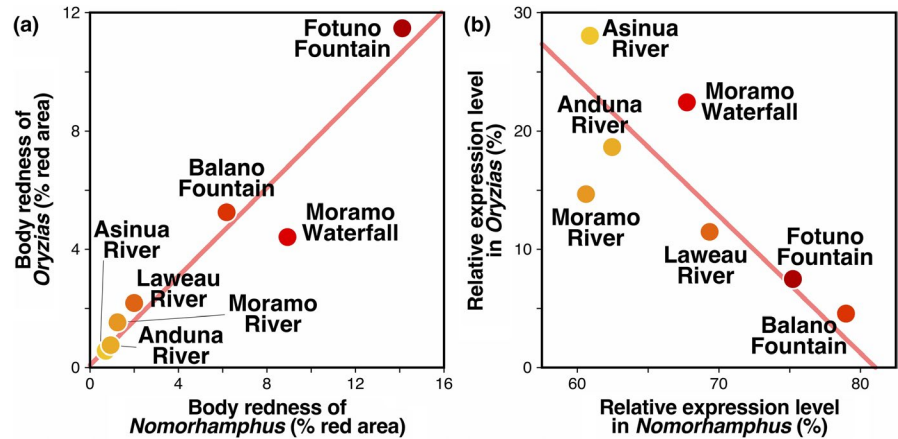 (a)
12
8
4
0
0
4
8
12
16
Body redness of
Oryzias (% red area)
Body redness of
Nomorhamphus (% red area)
Fotuno
Fountain
Balano
Fountain
Moramo
Waterfall
Asinua
River
Laweau
River
Moramo
River
Anduna
River
(b)
30
20
10
0
60
70
80
Relative expression level
in Oryzias (%)
Relative expression level
in Nomorhamphus (%)
Asinua
River
Moramo
Waterfall
Anduna
River
Moramo
River
Laweau
River
Fotuno
Fountain
Balano
Fountain